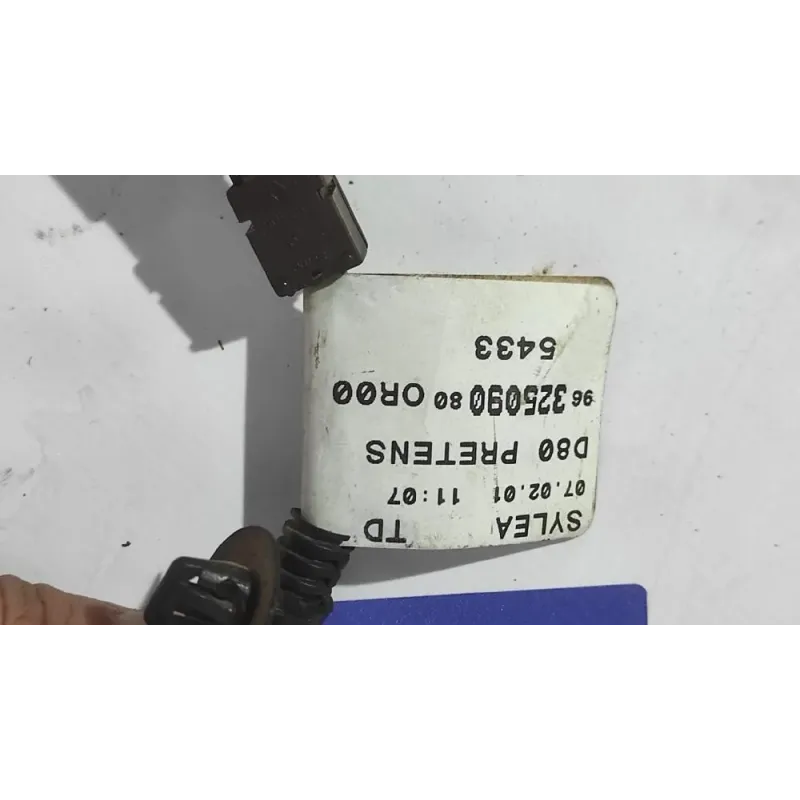 SYLEA TD
07.02.01 11:07
D80 PRETENS
96 325090 80 OR00
5433